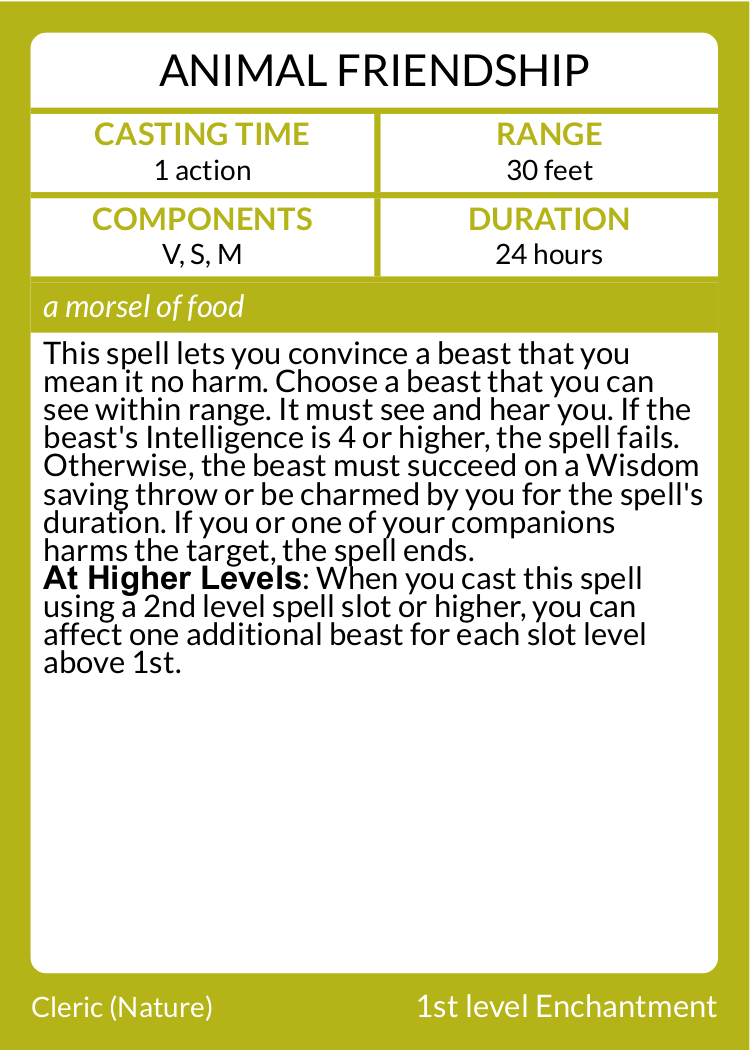 ANIMAL FRIENDSHIP
CASTING TIME
1 action
RANGE
30 feet
COMPONENTS
V, S, M
DURATION
24 hours
a morsel of food
This spell lets you convince a beast that you
mean it no harm. Choose a beast that you can
see within range. It must see and hear you. If the
beast's Intelligence is 4 or higher, the spell fails.
Otherwise, the beast must succeed on a Wisdom
saving throw or be charmed by you for the spell's
duration. If you or one of your companions
harms the target, the spell ends.
At Higher Levels: When you cast this spell
using a 2nd level spell slot or higher, you can
affect one additional beast for each slot level
above 1st.
Cleric (Nature)
1st level Enchantment